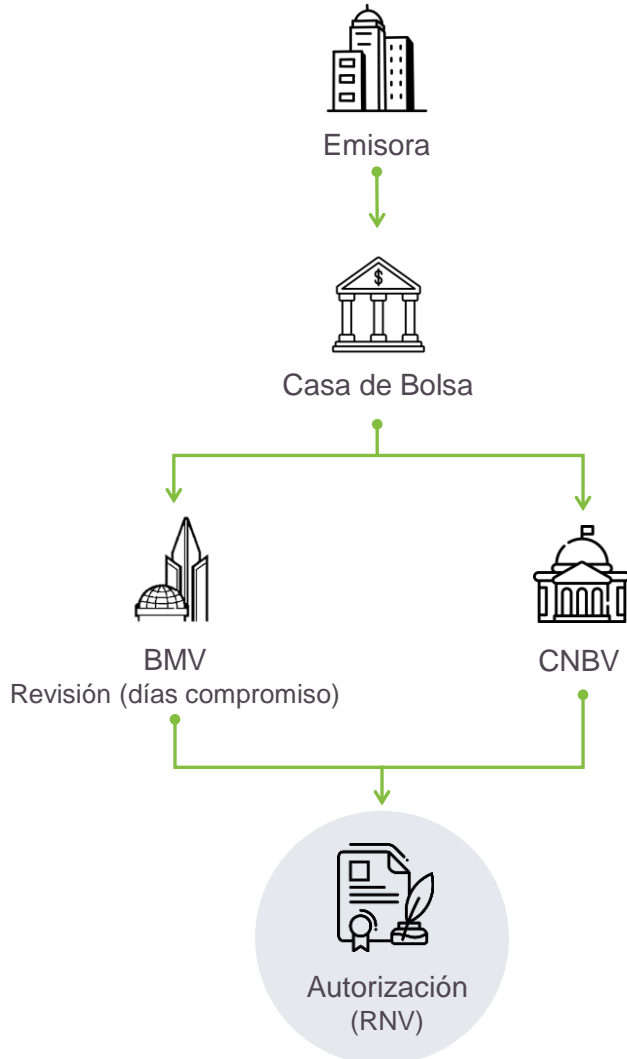 Emisora
$
Casa de Bolsa
BMV
Revisión (días compromiso)
CNBV
Autorización
(RNV)